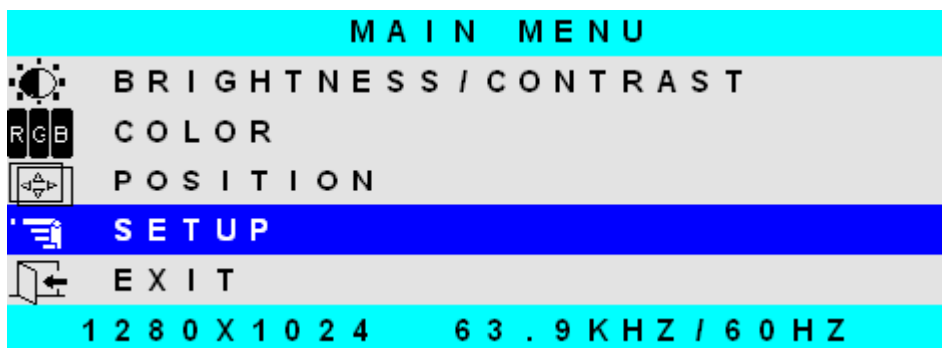 MAIN MENU
BRIGHTNESS/CONTRAST
RGB COLOR
POSITION
SETUP
EXIT
1280X1024 63.9KHZ/60HZ